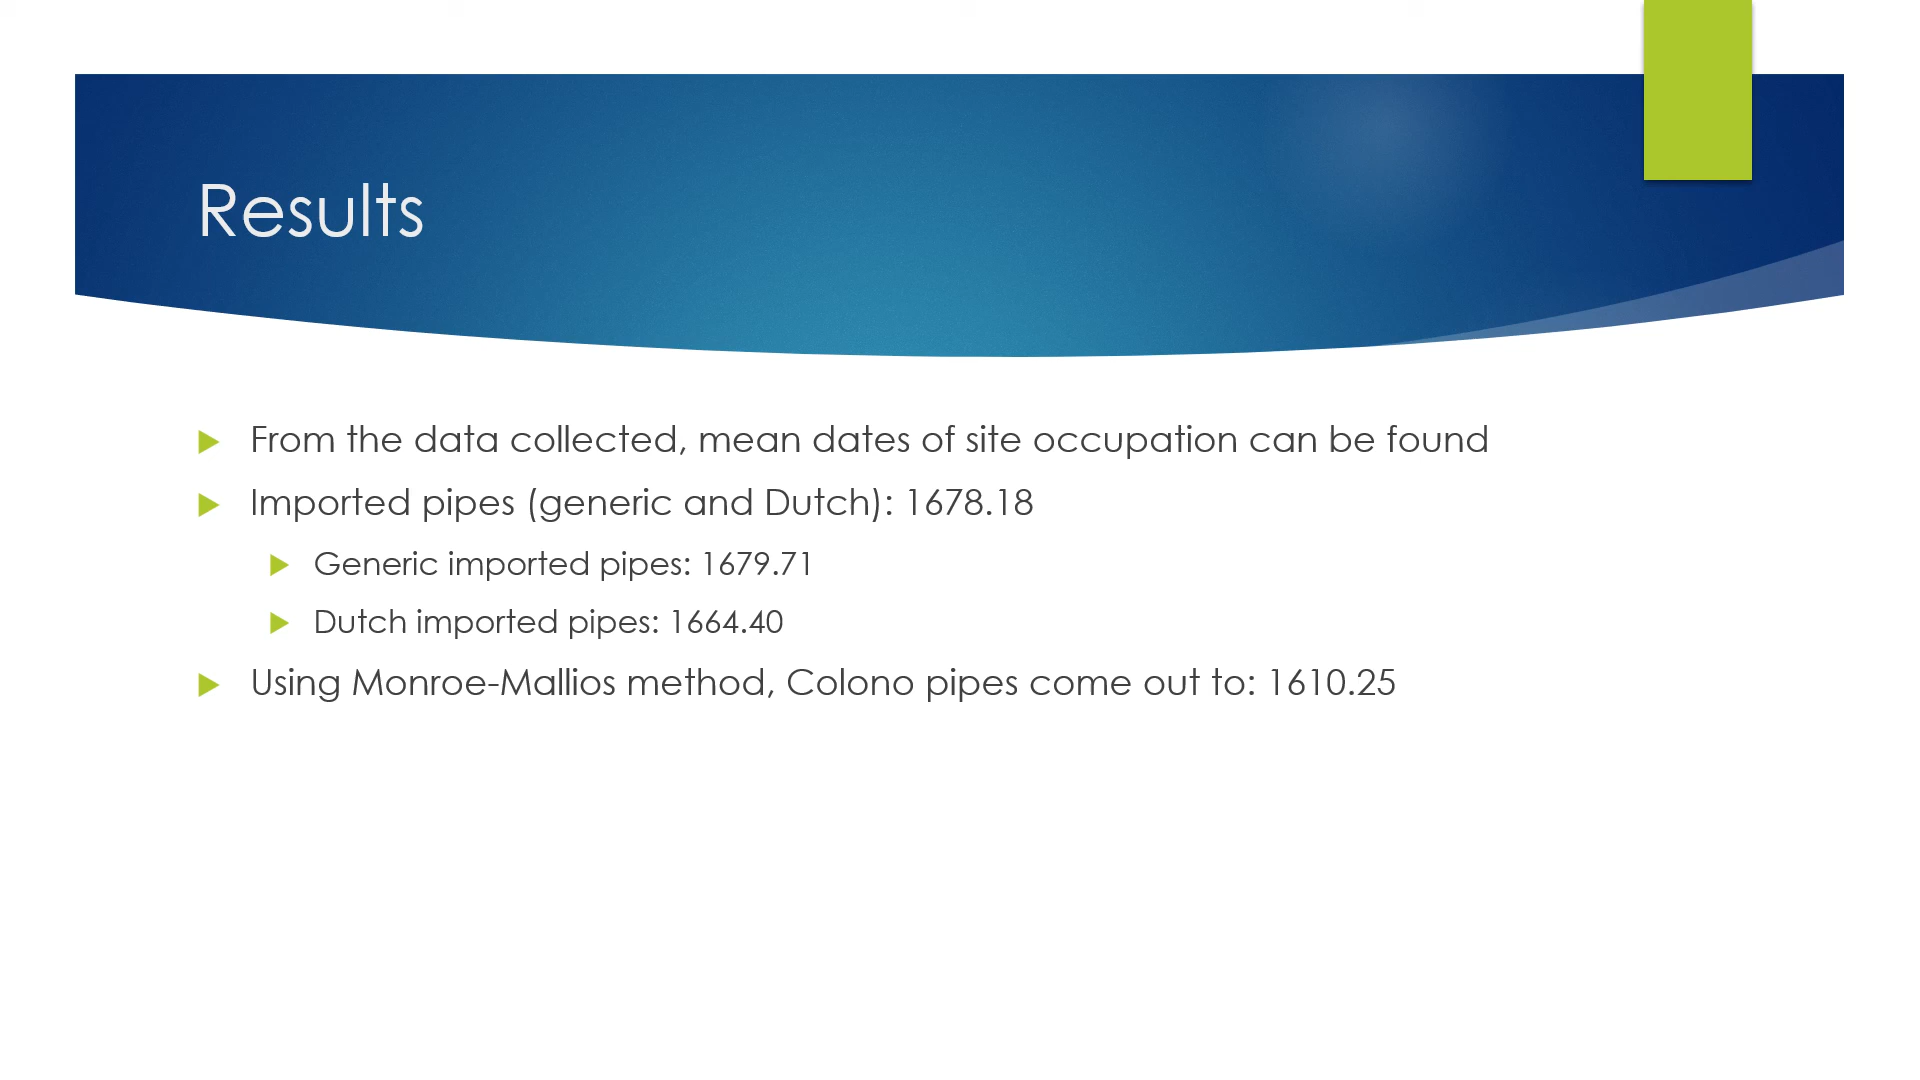 Results
From the data collected, mean dates of site occupation can be found
Imported pipes (generic and Dutch): 1678.18
Generic imported pipes: 1679.71
Dutch imported pipes: 1664.40
Using Monroe-Mallios method, Colono pipes come out to: 1610.25